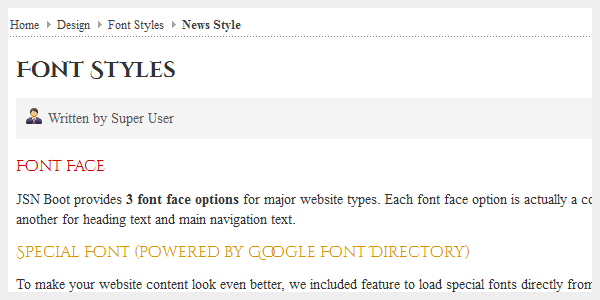 Home Design Font Styles News Style
Font Styles
Written by Super User
Font Face
JSN Boot provides 3 font face options for major website types. Each font face option is actually a
another for heading text and main navigation text.
Special Font (Powered by Google Font Directory)
To make your website content look even better, we included feature to load special fonts directly from